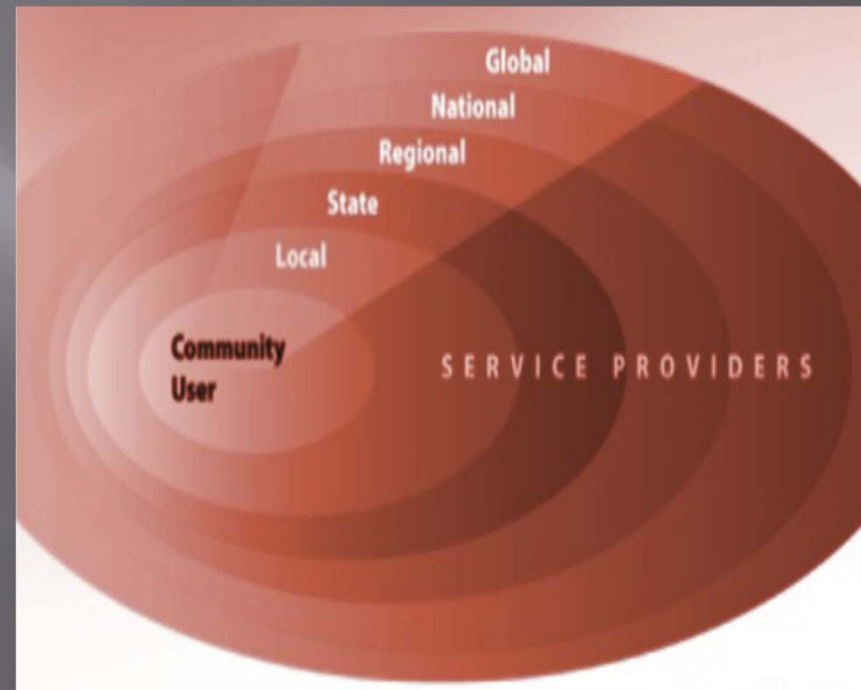 Global
National
Regional
State
Local
Community
User
SERVICE PROVIDERS